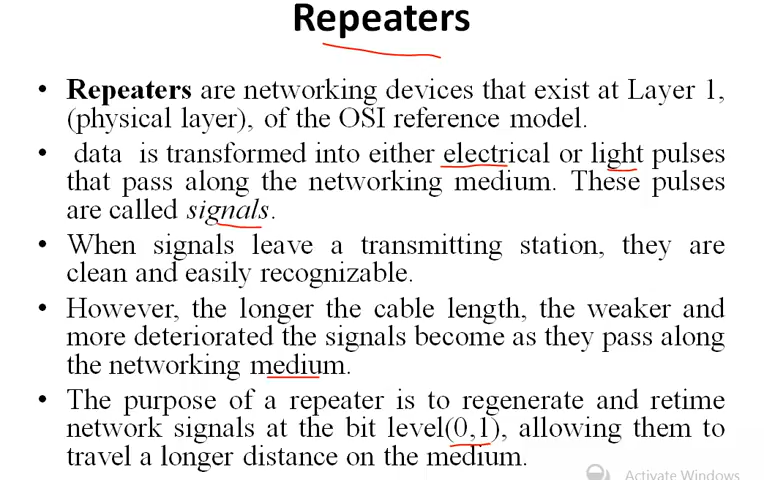 Repeaters
• Repeaters are networking devices that exist at Layer 1,
(physical layer), of the OSI reference model.
• data is transformed into either electrical or light pulses
that pass along the networking medium. These pulses
are called signals.
• When signals leave a transmitting station, they are
clean and easily recognizable.
• However, the longer the cable length, the weaker and
more deteriorated the signals become as they pass along
the networking medium.
• The purpose of a repeater is to regenerate and retime
network signals at the bit level(0,1), allowing them to
travel a longer distance on the medium.
Activate Windows